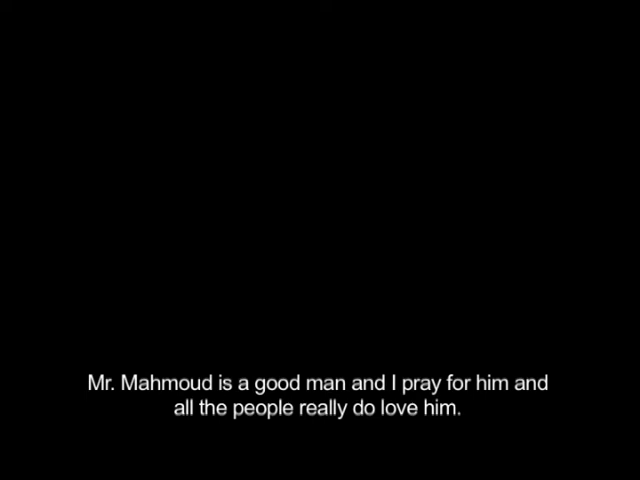 Mr. Mahmoud is a good man and I pray for him and
all the people really do love him.